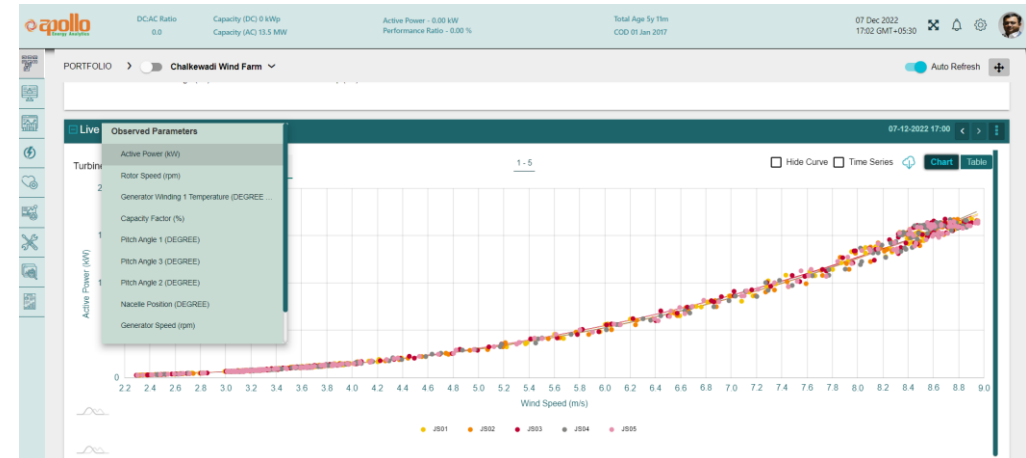 apollo
Energy Analytics
DC:AC Ratio
0.0
Capacity (DC) 0 kWp
Capacity (AC) 13.5 MW
Active Power - 0.00 kW
Performance Ratio - 0.00 %
Total Age 5y 11m
COD 01 Jan 2017
07 Dec 2022
17:02 GMT+05:30
PORTFOLIO > Chalkewadi Wind Farm
Auto Refresh
Live
07-12-2022 17:00
Observed Parameters
Active Power (kW)
Rotor Speed (rpm)
Generator Winding 1 Temperature (DEGREE ...
Capacity Factor (%)
Pitch Angle 1 (DEGREE)
Pitch Angle 3 (DEGREE)
Pitch Angle 2 (DEGREE)
Nacelle Position (DEGREE)
Generator Speed (rpm)
1 - 5
Hide Curve
Time Series
Chart
Table
Active Power (kW)
0
2.2 2.4 2.6 2.8 3.0 3.2 3.4 3.6 3.8 4.0 4.2 4.4 4.6 4.8 5.0 5.2 5.4 5.6 5.8 6.0 6.2 6.4 6.6 6.8 7.0 7.2 7.4 7.6 7.8 8.0 8.2 8.4 8.6 8.8 9.0
Wind Speed (m/s)
JS01 JS02 JS03 JS04 JS05